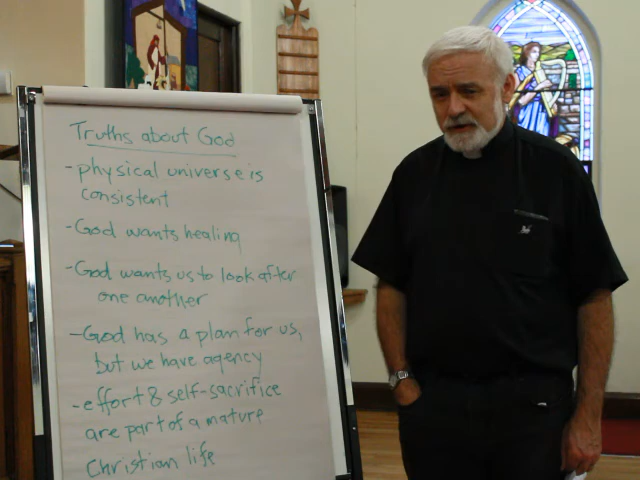 Truths about God
- physical universe is
consistent
- God wants healing
- God wants us to look after
one another
- God has a plan for us,
but we have agency
- effort & self-sacrifice
are part of a mature
Christian life